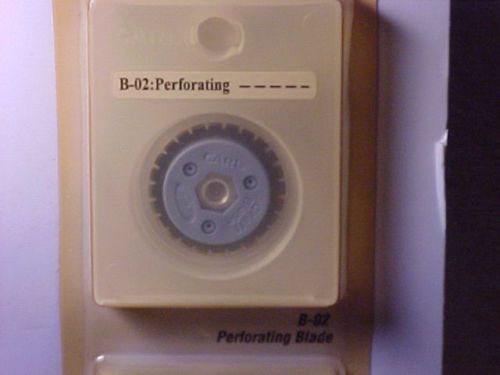 B-02:Perforating -----
CARL
B-02
Perforating Blade